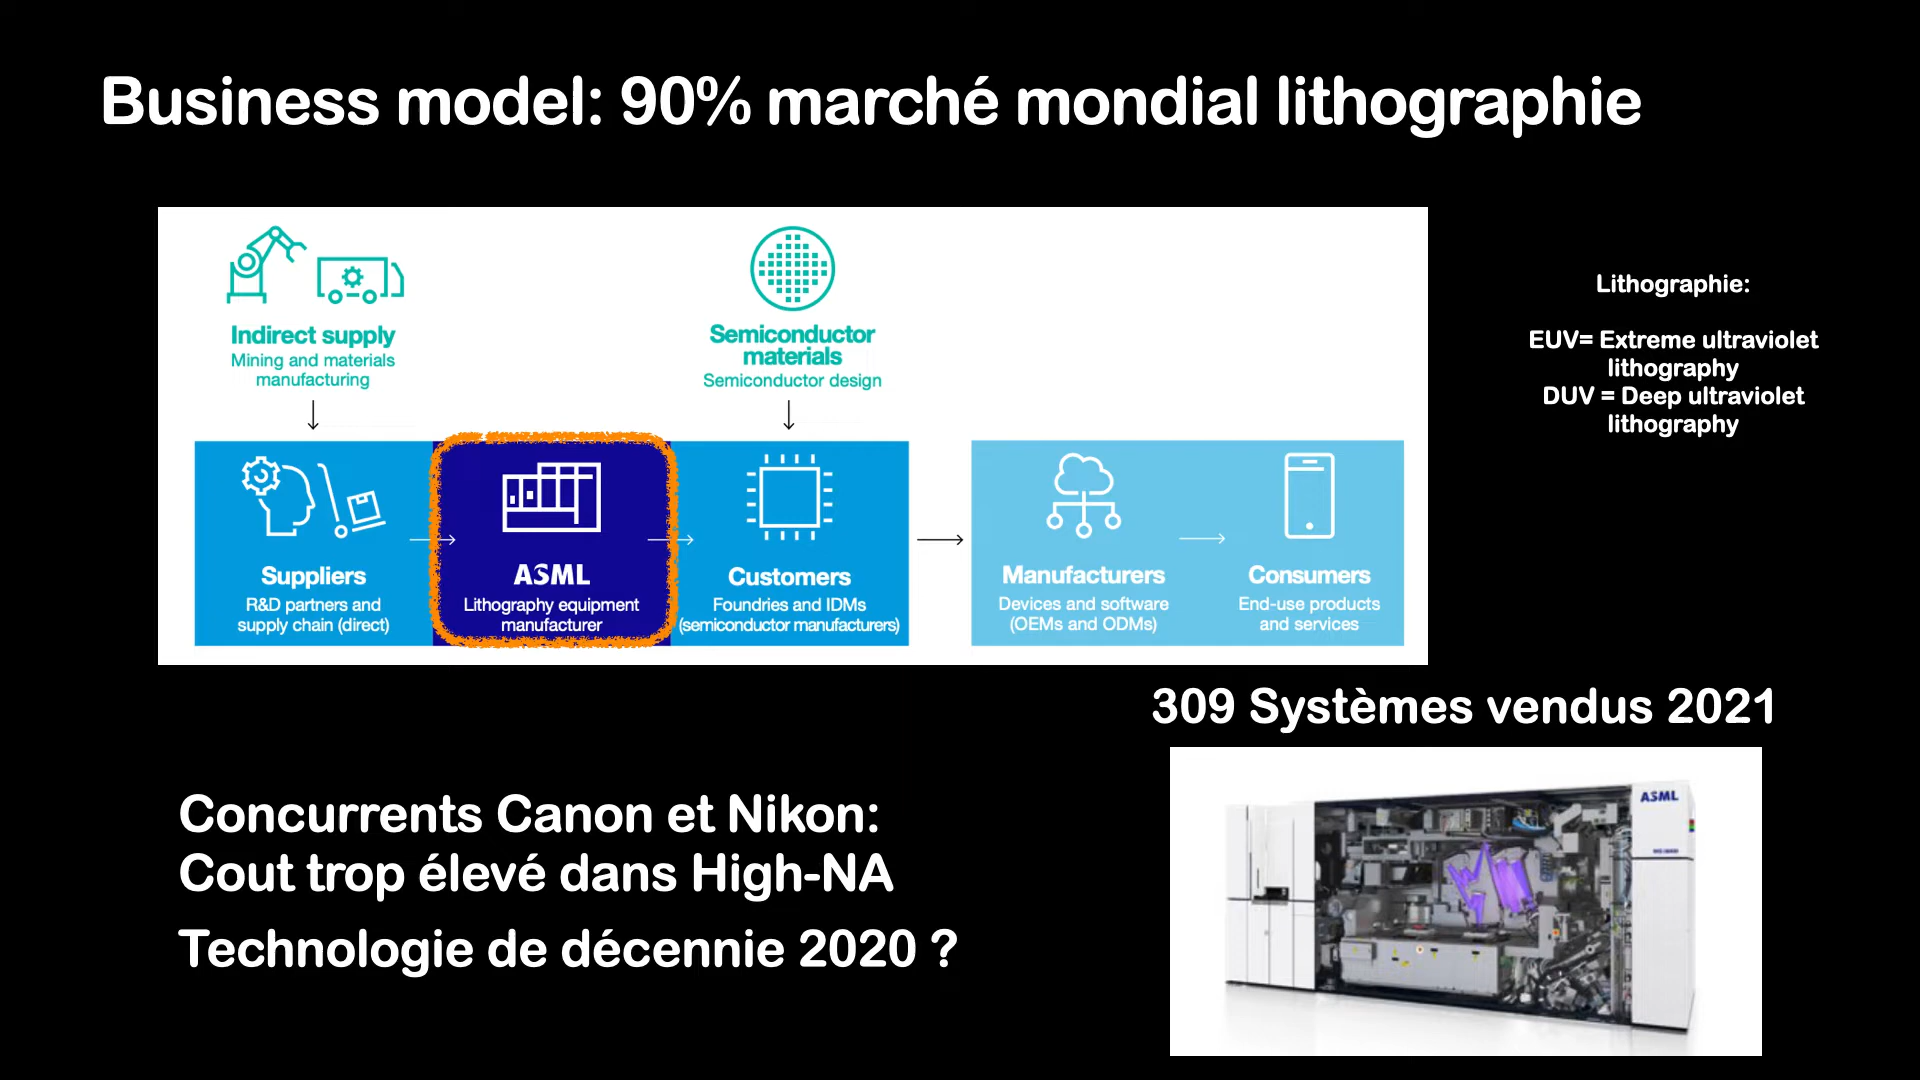 Business model: 90% marché mondial lithographie
Indirect supply
Mining and materials
manufacturing
Semiconductor
materials
Semiconductor design
Suppliers
R&D partners and
supply chain (direct)
ASML
Lithography equipment
manufacturer
Customers
Foundries and IDMs
(semiconductor manufacturers)
Manufacturers
Devices and software
(OEMs and ODMs)
Consumers
End-use products
and services
Lithographie:
EUV= Extreme ultraviolet
lithography
DUV = Deep ultraviolet
lithography
309 Systèmes vendus 2021
ASML
Concurrents Canon et Nikon:
Cout trop élevé dans High-NA
Technologie de décennie 2020 ?